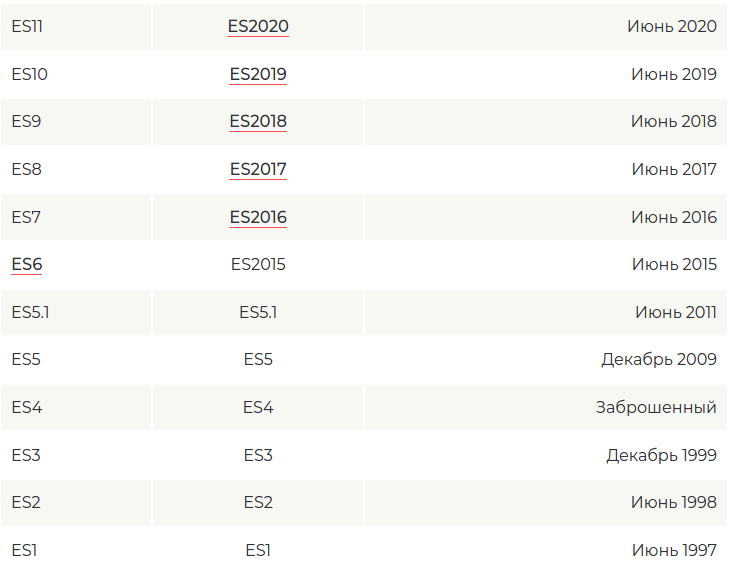 ES11 ES2020 Июнь 2020
ES10 ES2019 Июнь 2019
ES9 ES2018 Июнь 2018
ES8 ES2017 Июнь 2017
ES7 ES2016 Июнь 2016
ES6 ES2015 Июнь 2015
ES5.1 ES5.1 Июнь 2011
ES5 ES5 Декабрь 2009
ES4 ES4 Заброшенный
ES3 ES3 Декабрь 1999
ES2 ES2 Июнь 1998
ES1 ES1 Июнь 1997